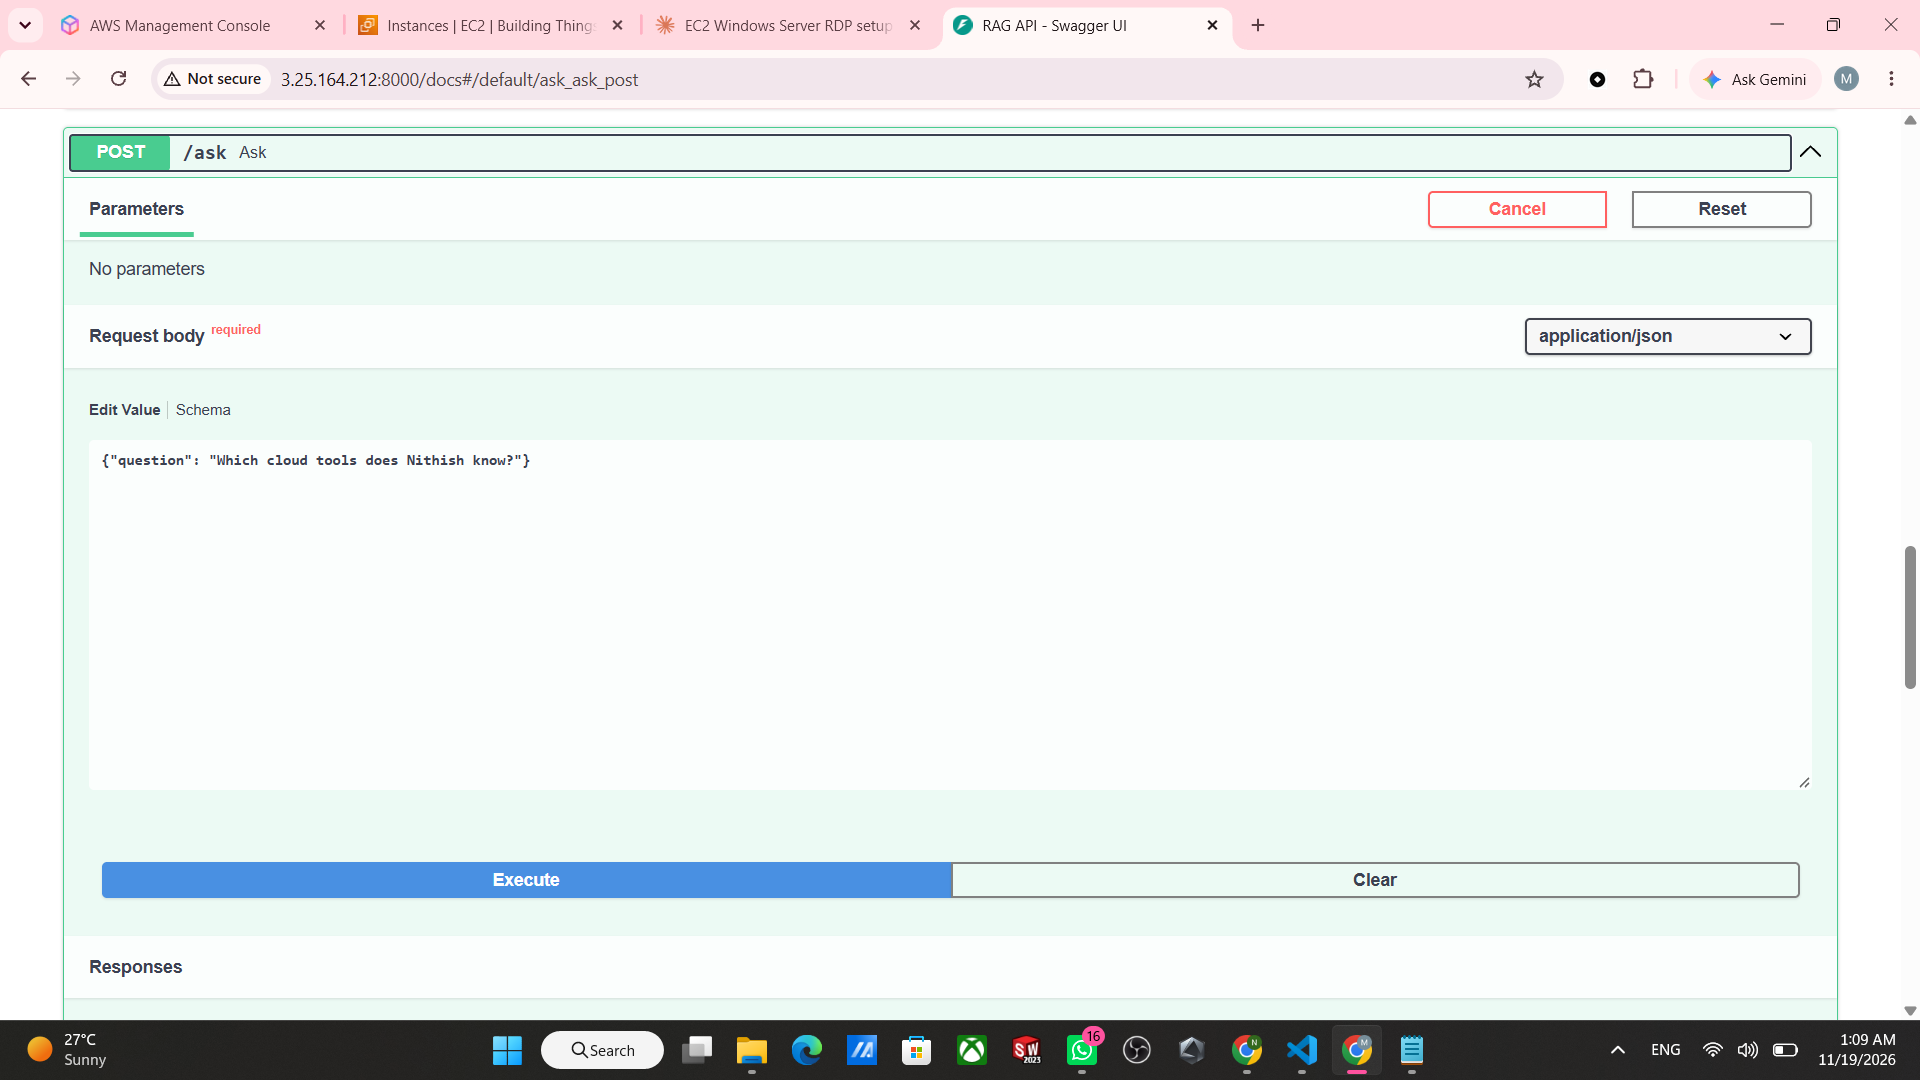 AWS Management Console
Instances | EC2 | Building Things
EC2 Windows Server RDP setup
RAG API - Swagger UI
Not secure
3.25.164.212:8000/docs#/default/ask_ask_post
Ask Gemini
M
POST /ask Ask
Parameters
Cancel
Reset
No parameters
Request body required
application/json
Edit Value | Schema
{"question": "Which cloud tools does Nithish know?"}
Execute
Clear
Responses
27°C
Sunny
Search
SW
2023
16
N
M
ENG
1:09 AM
11/19/2026